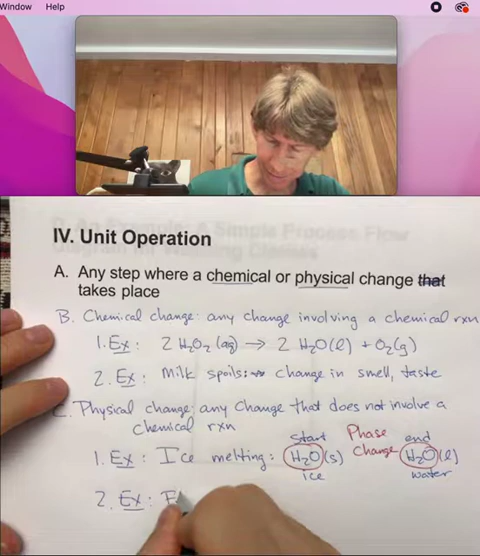 Window Help
IV. Unit Operation
A. Any step where a chemical or physical change that
takes place
B. Chemical change: any change involving a chemical rxn
1. Ex: 2 H₂O₂ (aq) → 2 H₂O(l) + O₂(g)
2. Ex: Milk spoils: change in smell, taste
C. Physical change: any change that does not involve a
chemical rxn
start Phase end
1. Ex: Ice melting: H₂O(s) change H₂O(l)
ice water
2. Ex: